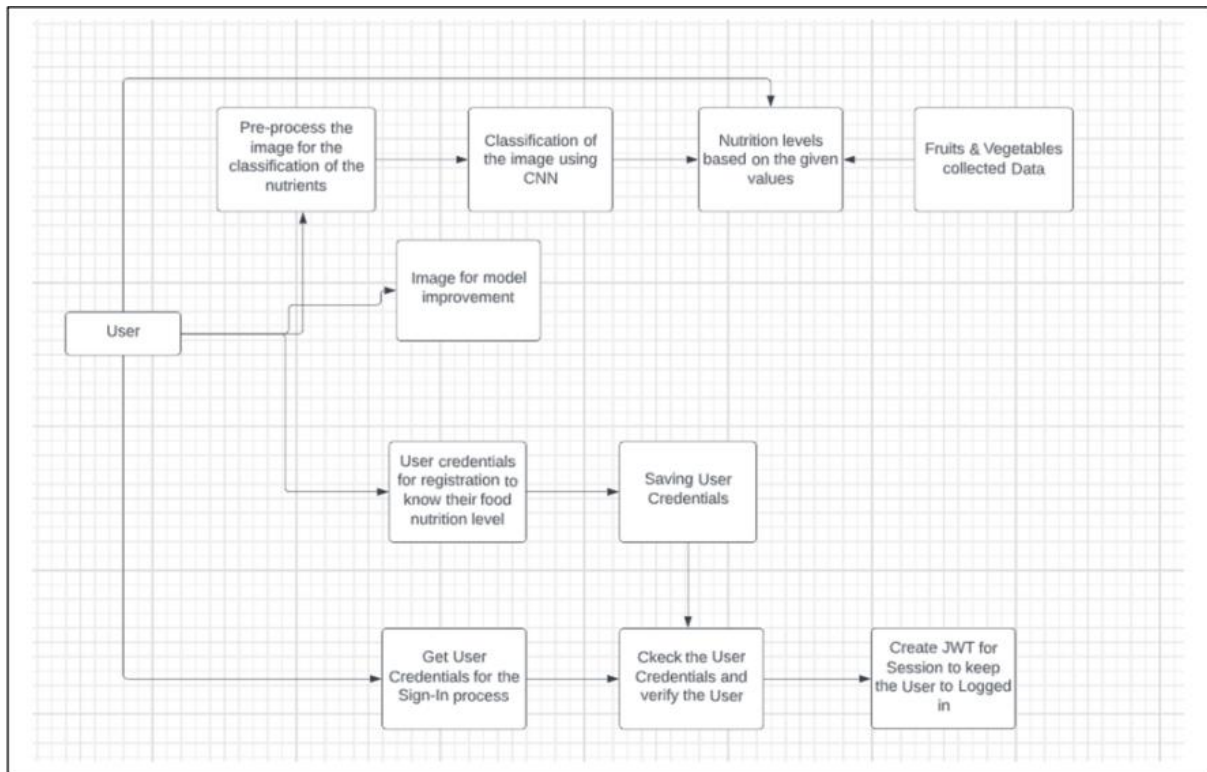 Pre-process the
image for the
classification of the
nutrients
Classification of
the image using
CNN
Nutrition levels
based on the given
values
Fruits & Vegetables
collected Data
Image for model
improvement
User
User credentials
for registration to
know their food
nutrition level
Saving User
Credentials
Get User
Credentials for the
Sign-In process
Ckeck the User
Credentials and
verify the User
Create JWT for
Session to keep
the User to Logged
in